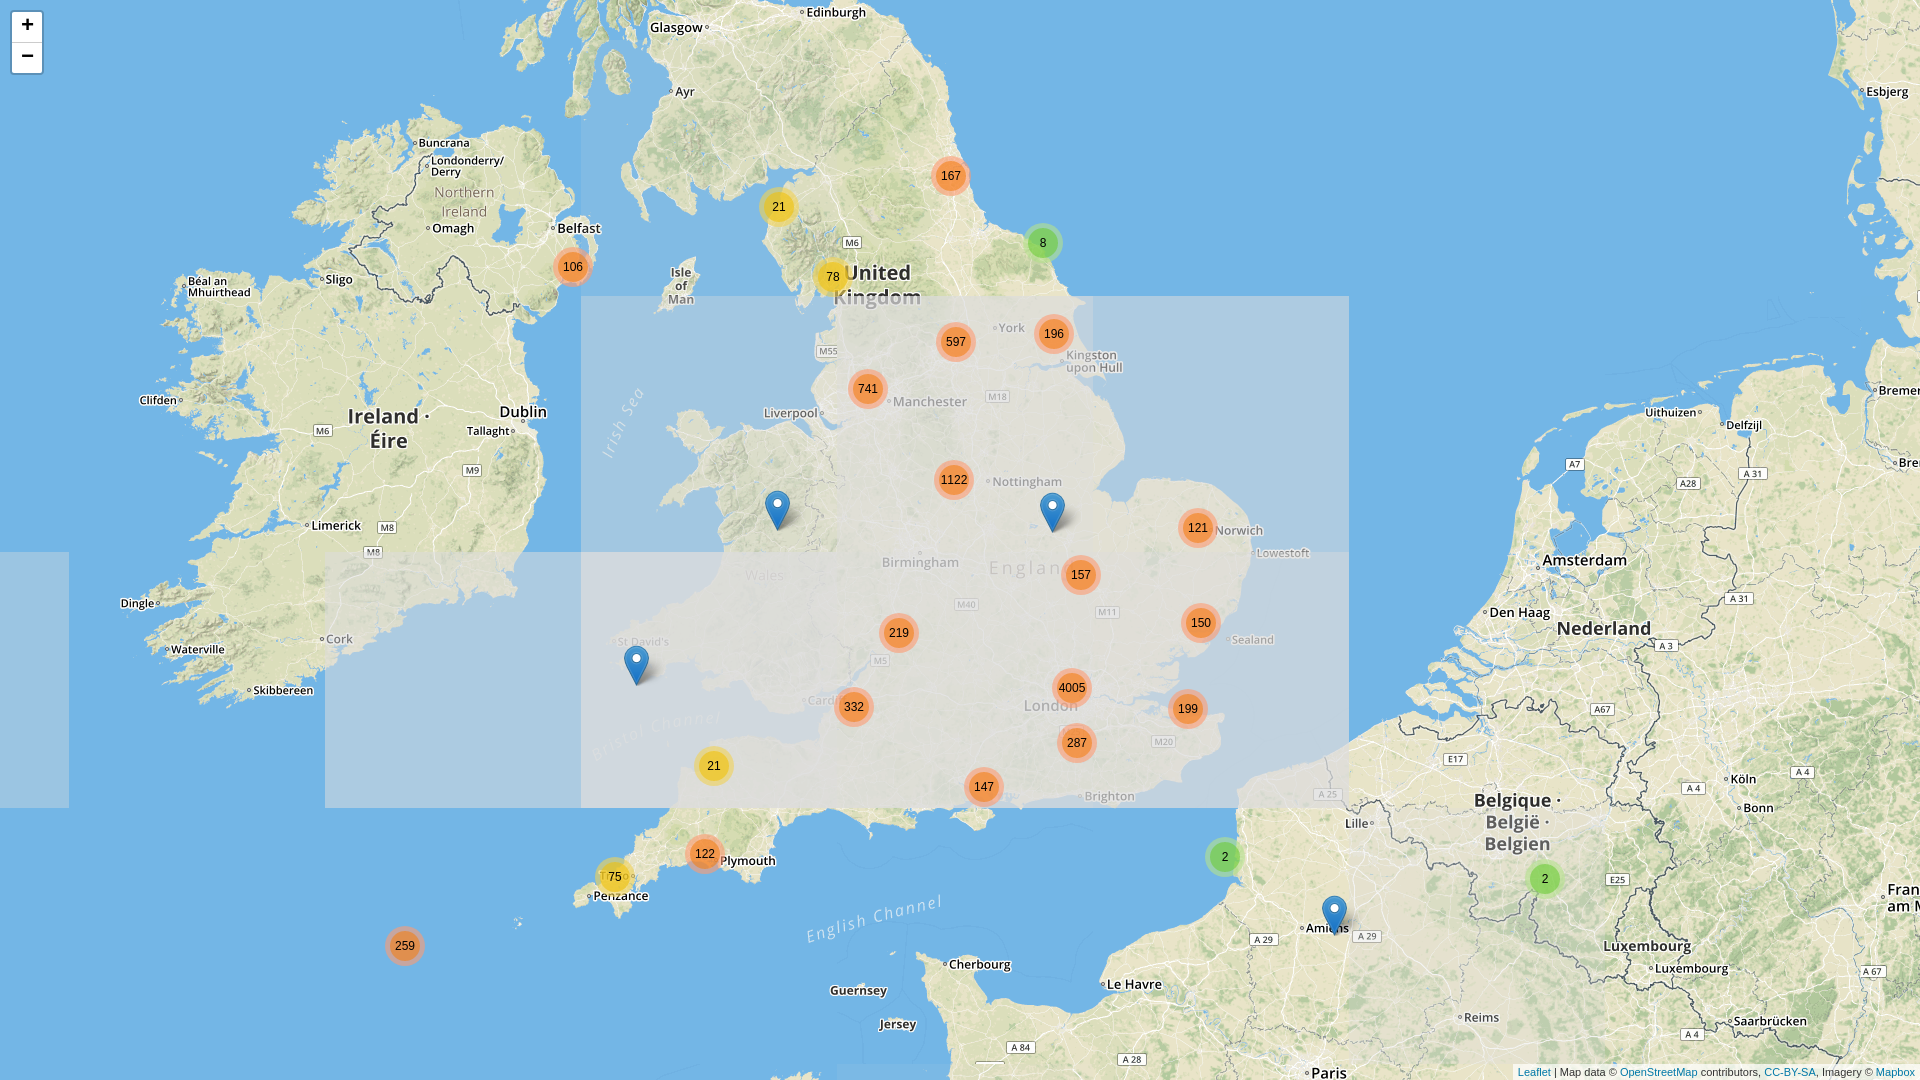 +
−
Glasgow
Edinburgh
Ayr
Esbjerg
Buncrana
Londonderry/
Derry
Northern
Ireland
Omagh
Belfast
167
21
8
M6
106
78
United
Kingdom
Isle
of
Man
Béal an
Mhuirthead
Sligo
York
196
597
M55
Kingston
upon Hull
741
Manchester
M18
Liverpool
Irish Sea
Clifden
Ireland ·
Éire
Dublin
Tallaght
M6
M9
Uithuizen
Delfzijl
Bremer
A7
A 31
A28
Bre
1122
Nottingham
Limerick
M8
M8
121
Norwich
Lowestoft
Birmingham
England
Wales
157
Amsterdam
Dingle
M40
M11
A 31
Den Haag
Nederland
Cork
Waterville
St David's
219
150
Sealand
A 3
M5
Skibbereen
4005
London
332
199
A67
Bristol Channel
287
M20
E17
21
147
Brighton
A 25
Köln
A 4
A 4
Bonn
Belgique ·
België ·
Belgien
Lille
122
Plymouth
75
Penzance
2
2
E25
Fran
am M
English Channel
Amiens
A 29
A 29
259
Luxembourg
Luxembourg
A 67
Cherbourg
Le Havre
Guernsey
Jersey
Reims
Saarbrücken
A 4
A 84
A 28
Paris
Leaflet | Map data © OpenStreetMap contributors, CC-BY-SA, Imagery © Mapbox